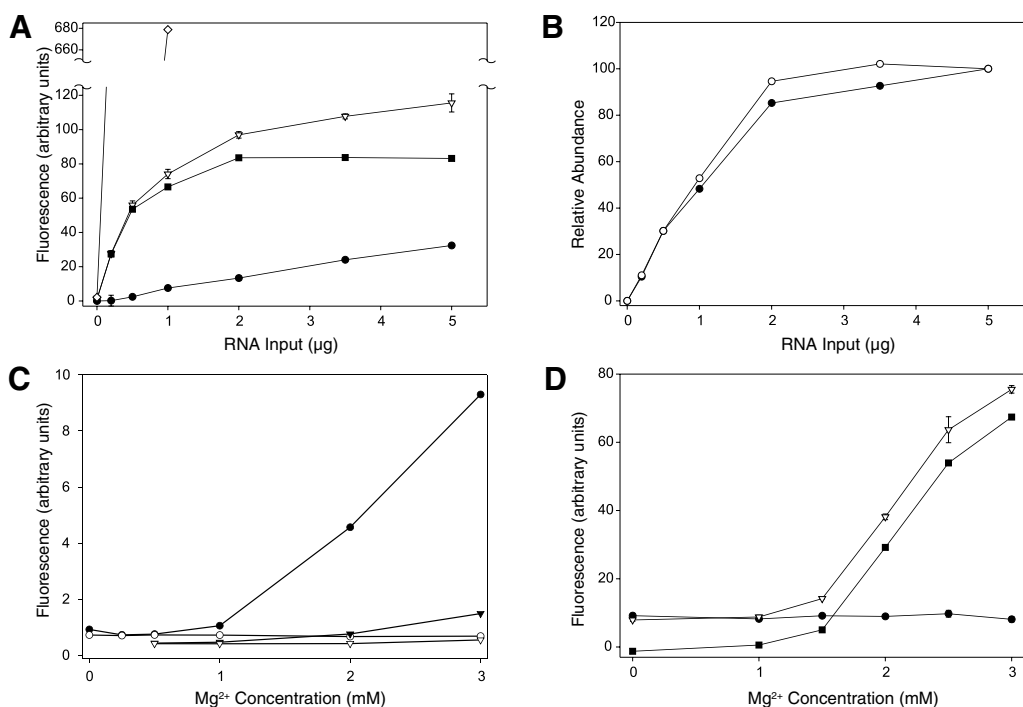 A
Fluorescence (arbitrary units)
680
660
120
100
80
60
40
20
0
0 1 2 3 4 5
RNA Input (µg)
B
Relative Abundance
120
100
80
60
40
20
0
0 1 2 3 4 5
RNA Input (µg)
C
Fluorescence (arbitrary units)
10
8
6
4
2
0
0 1 2 3
Mg²⁺ Concentration (mM)
D
Fluorescence (arbitrary units)
80
60
40
20
0
0 1 2 3
Mg²⁺ Concentration (mM)